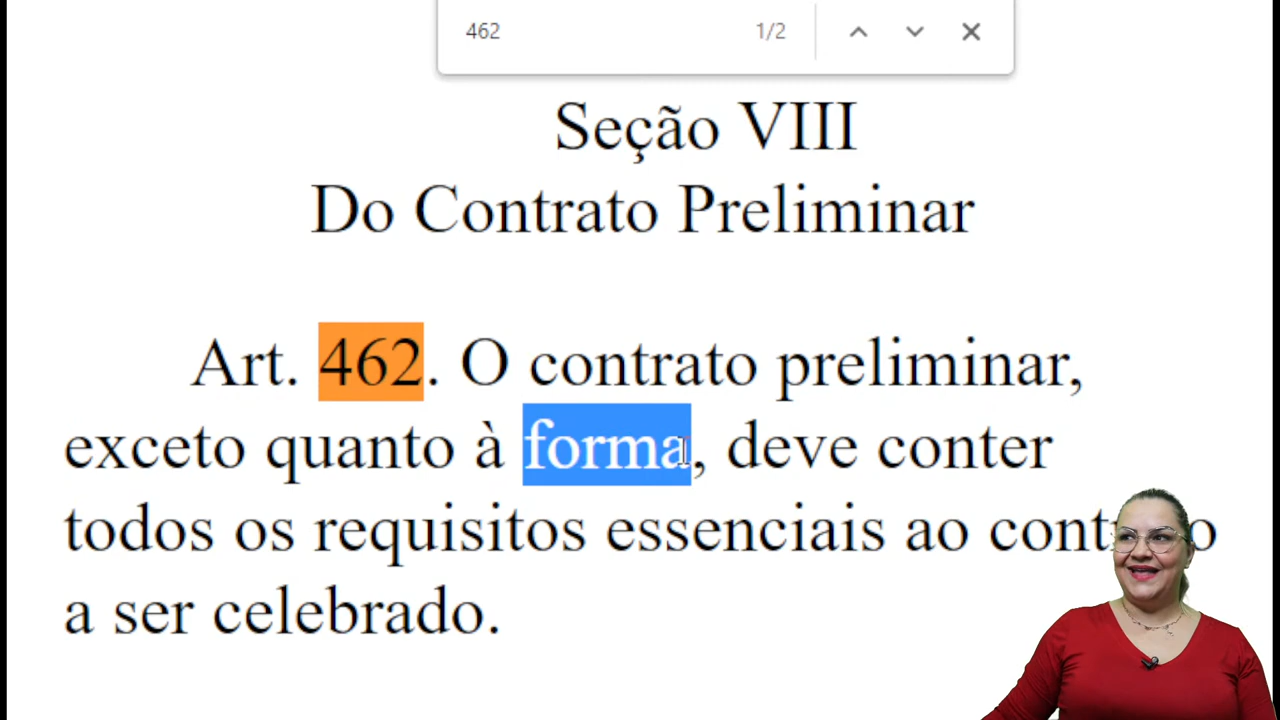 462 1/2
Seção VIII
Do Contrato Preliminar
Art. 462. O contrato preliminar,
exceto quanto à forma, deve conter
todos os requisitos essenciais ao
a ser celebrado.